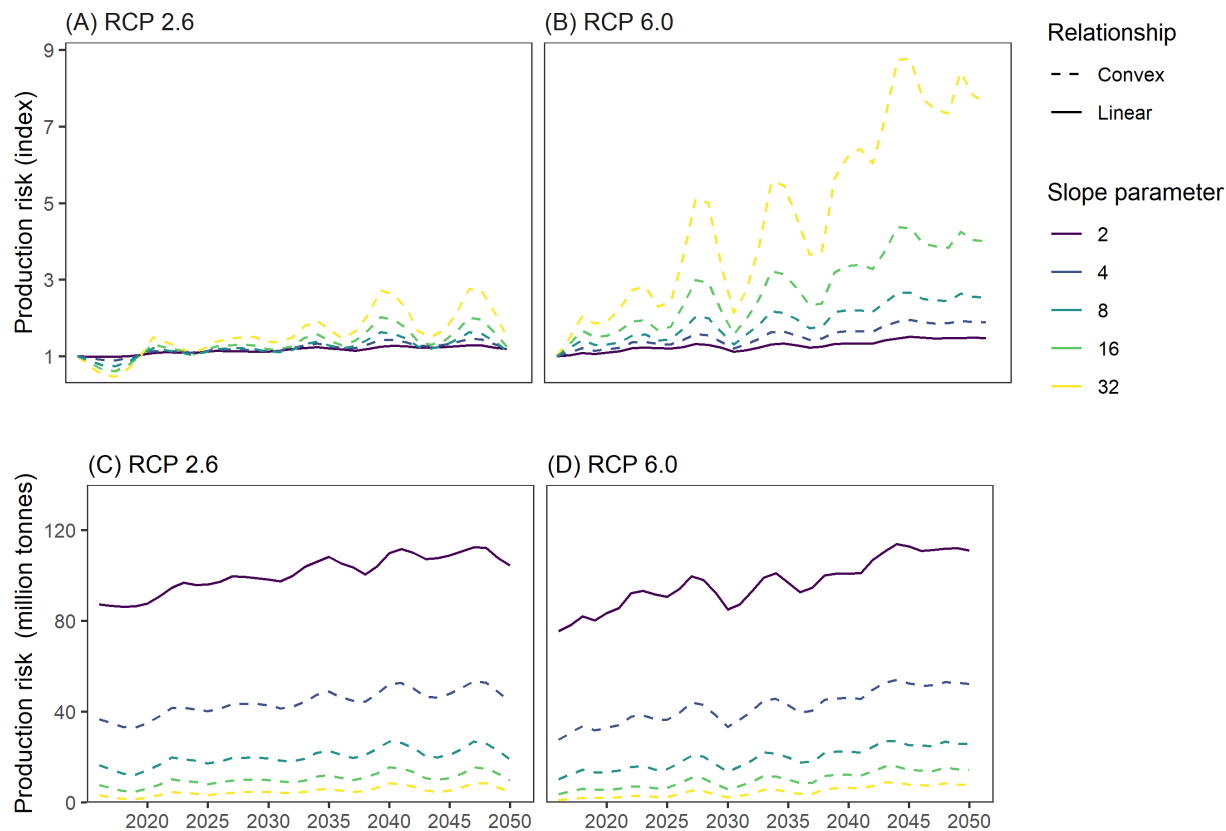 (A) RCP 2.6
(B) RCP 6.0
Production risk (index)
9
7
5
3
1
Relationship
Convex
Linear
Slope parameter
2
4
8
16
32
(C) RCP 2.6
(D) RCP 6.0
Production risk  (million tonnes)
120
80
40
0
2020 2025 2030 2035 2040 2045 2050
2020 2025 2030 2035 2040 2045 2050